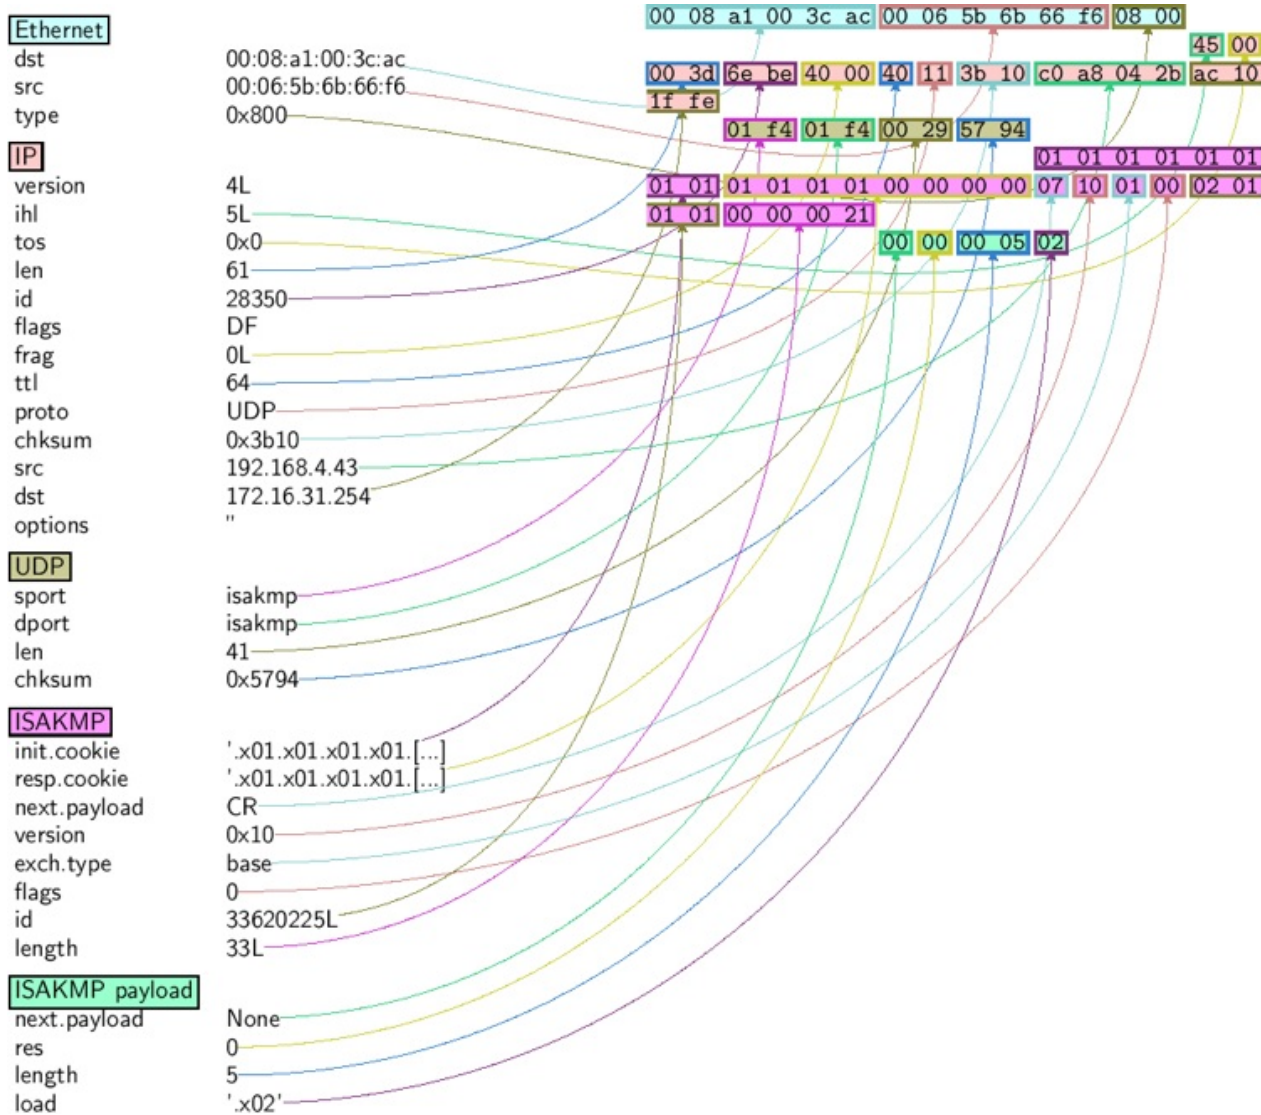 Ethernet
dst 00:08:a1:00:3c:ac
src 00:06:5b:6b:66:f6
type 0x800
IP
version 4L
ihl 5L
tos 0x0
len 61
id 28350
flags DF
frag 0L
ttl 64
proto UDP
chksum 0x3b10
src 192.168.4.43
dst 172.16.31.254
options ''
UDP
sport isakmp
dport isakmp
len 41
chksum 0x5794
ISAKMP
init.cookie '.x01.x01.x01.x01.[...]
resp.cookie '.x01.x01.x01.x01.[...]
next.payload CR
version 0x10
exch.type base
flags 0
id 33620225L
length 33L
ISAKMP payload
next.payload None
res 0
length 5
load '.x02'
00 08 a1 00 3c ac 00 06 5b 6b 66 f6 08 00
45 00
00 3d 6e be 40 00 40 11 3b 10 c0 a8 04 2b ac 10
1f fe
01 f4 01 f4 00 29 57 94
01 01 01 01 01 01
01 01 01 01 01 01 00 00 00 00 07 10 01 00 02 01
01 01 00 00 00 21
00 00 00 05 02